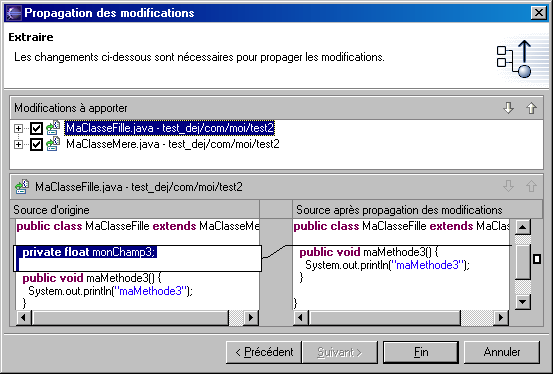 Propagation des modifications
Extraire
Les changements ci-dessous sont nécessaires pour propager les modifications.
Modifications à apporter
MaClasseFille.java - test_dej/com/moi/test2
MaClasseMere.java - test_dej/com/moi/test2
MaClasseFille.java - test_dej/com/moi/test2
Source d'origine
public class MaClasseFille extends MaClasseMe
private float monChamp3;
public void maMethode3() {
System.out.println("maMethode3");
}
Source après propagation des modifications
public class MaClasseFille extends MaClas
public void maMethode3() {
System.out.println("maMethode3");
}
}
< Précédent
Suivant >
Fin
Annuler